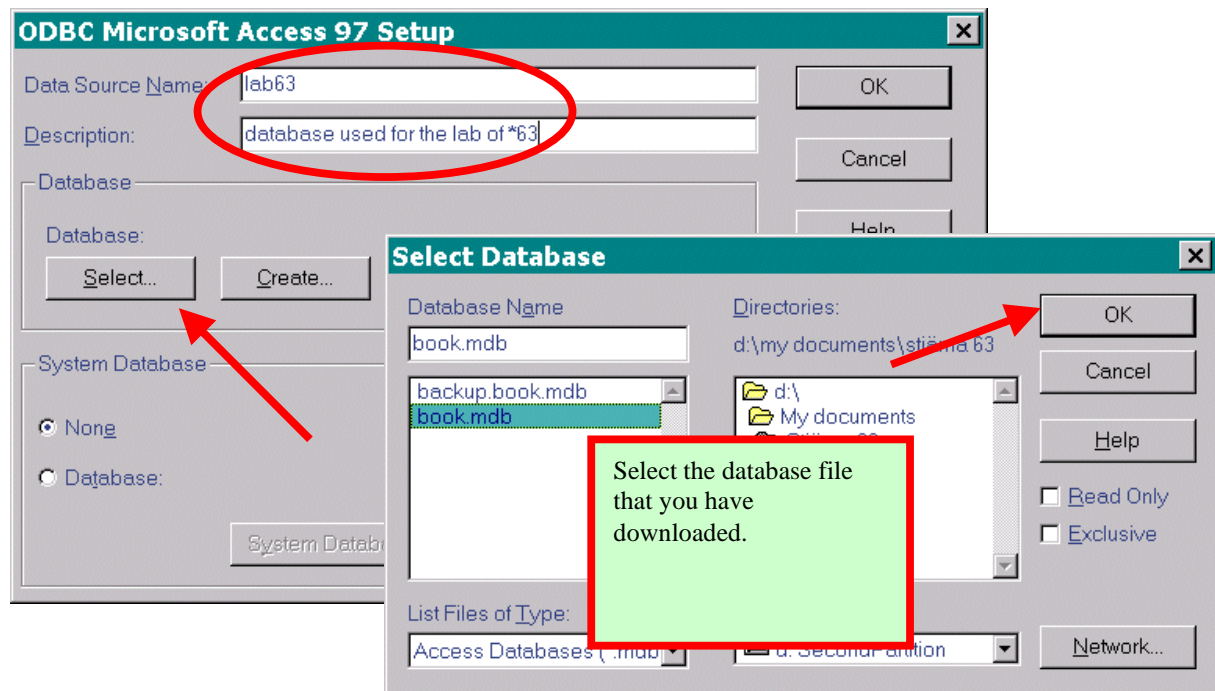 ODBC Microsoft Access 97 Setup
Data Source Name: lab63
OK
Description: database used for the lab of *63
Cancel
Database
Help
Database:
Select...
Create...
System Database
None
Database:
Select Database
Database Name
book.mdb
backup.book.mdb
book.mdb
Directories:
d:\my documents\ 63
d:\
My documents
OK
Cancel
Help
Read Only
Exclusive
Select the database file
that you have
downloaded.
List Files of Type:
Access Databases
d: SecondPartition
Network...
System